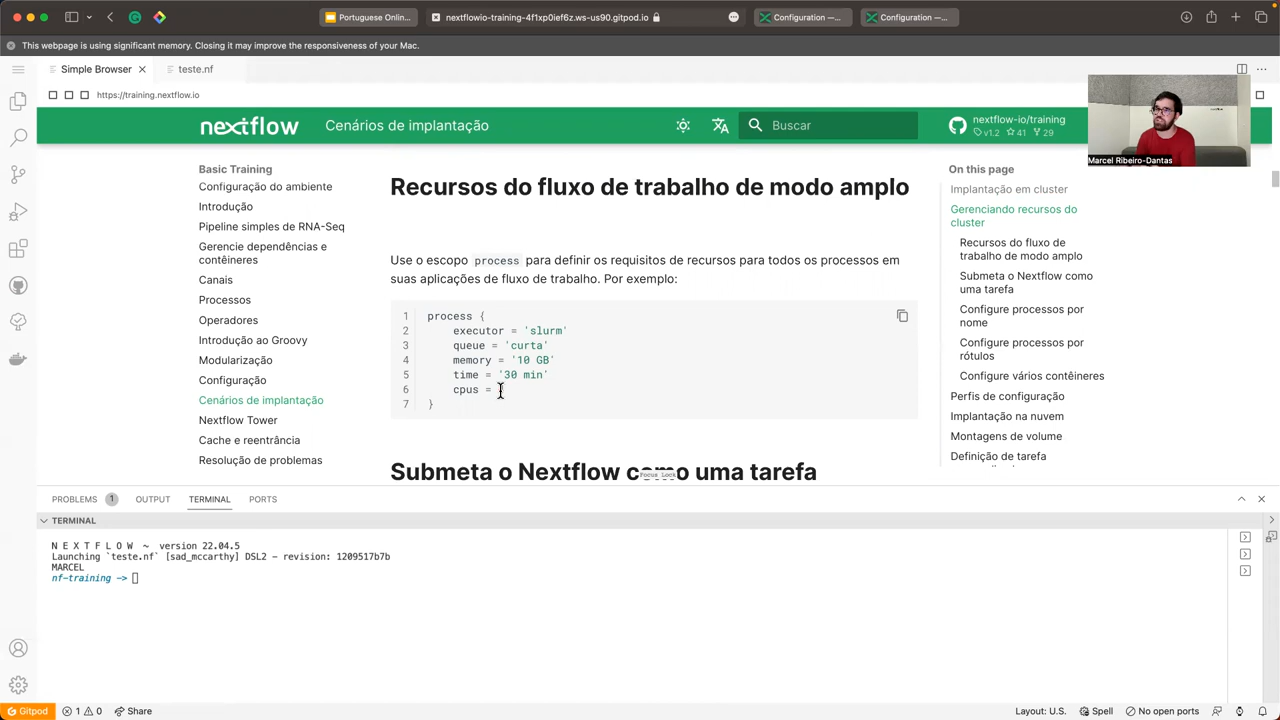 Portuguese Onlin...
nextflowio-training-4f1xp0ief6z.ws-us90.gitpod.io
Configuration —...
Configuration —...
This webpage is using significant memory. Closing it may improve the responsiveness of your Mac.
Simple Browser
teste.nf
https://training.nextflow.io
nextflow
Cenários de implantação
Buscar
nextflow-io/training
v1.2 41 29
Marcel Ribeiro-Dantas
Basic Training
Configuração do ambiente
Introdução
Pipeline simples de RNA-Seq
Gerencie dependências e
contêineres
Canais
Processos
Operadores
Introdução ao Groovy
Modularização
Configuração
Cenários de implantação
Nextflow Tower
Cache e reentrância
Resolução de problemas
Recursos do fluxo de trabalho de modo amplo
Use o escopo process para definir os requisitos de recursos para todos os processos em
suas aplicações de fluxo de trabalho. Por exemplo:
1 process {
2 executor = 'slurm'
3 queue = 'curta'
4 memory = '10 GB'
5 time = '30 min'
6 cpus =
7 }
Submeta o Nextflow como uma tarefa
Focus Lock
On this page
Implantação em cluster
Gerenciando recursos do
cluster
Recursos do fluxo de
trabalho de modo amplo
Submeta o Nextflow como
uma tarefa
Configure processos por
nome
Configure processos por
rótulos
Configure vários contêineres
Perfis de configuração
Implantação na nuvem
Montagens de volume
Definição de tarefa
PROBLEMS 1 OUTPUT TERMINAL PORTS
TERMINAL
N E X T F L O W ~ version 22.04.5
Launching `teste.nf` [sad_mccarthy] DSL2 - revision: 1209517b7b
MARCEL
nf-training ->
Gitpod
1 0
Share
Layout: U.S.
Spell
No open ports